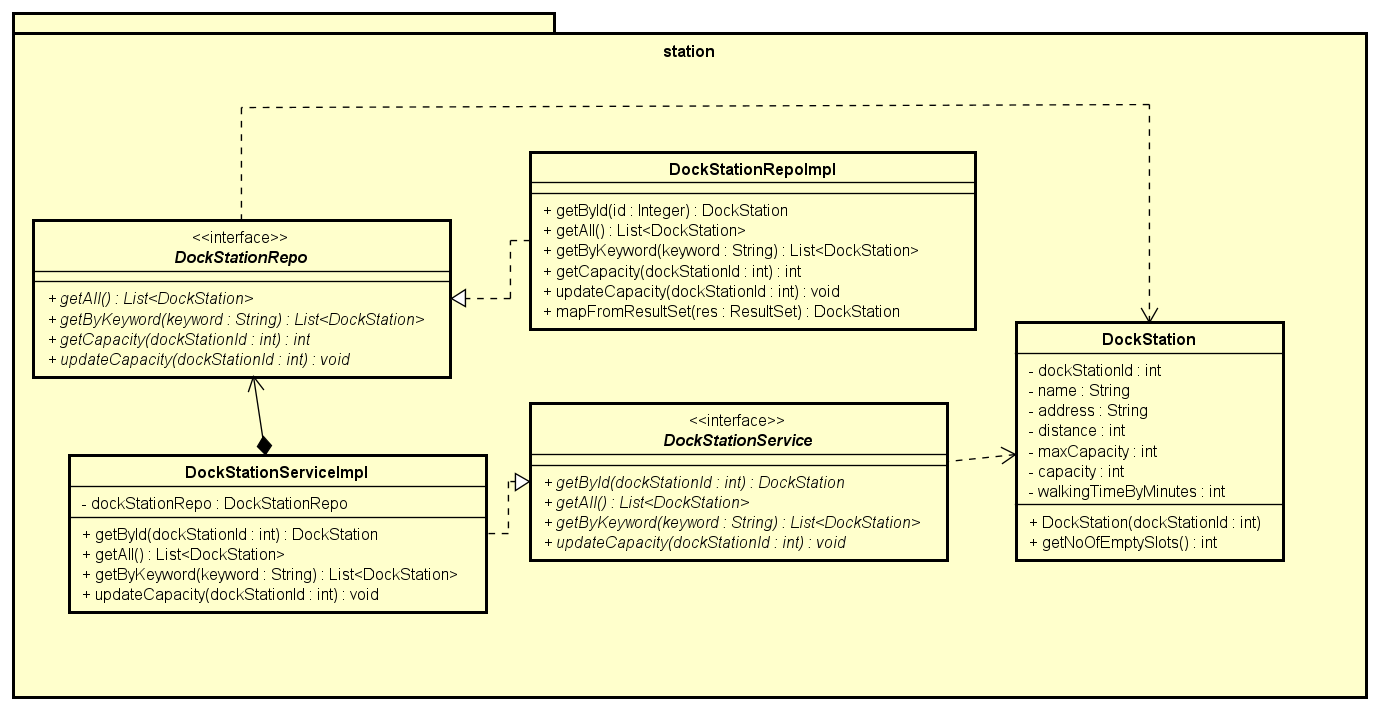 station
<<interface>>
DockStationRepo
+ getAll() : List<DockStation>
+ getByKeyword(keyword : String) : List<DockStation>
+ getCapacity(dockStationId : int) : int
+ updateCapacity(dockStationId : int) : void
DockStationRepoImpl
+ getById(id : Integer) : DockStation
+ getAll() : List<DockStation>
+ getByKeyword(keyword : String) : List<DockStation>
+ getCapacity(dockStationId : int) : int
+ updateCapacity(dockStationId : int) : void
+ mapFromResultSet(res : ResultSet) : DockStation
DockStationServiceImpl
- dockStationRepo : DockStationRepo
+ getById(dockStationId : int) : DockStation
+ getAll() : List<DockStation>
+ getByKeyword(keyword : String) : List<DockStation>
+ updateCapacity(dockStationId : int) : void
<<interface>>
DockStationService
+ getById(dockStationId : int) : DockStation
+ getAll() : List<DockStation>
+ getByKeyword(keyword : String) : List<DockStation>
+ updateCapacity(dockStationId : int) : void
DockStation
- dockStationId : int
- name : String
- address : String
- distance : int
- maxCapacity : int
- capacity : int
- walkingTimeByMinutes : int
+ DockStation(dockStationId : int)
+ getNoOfEmptySlots() : int